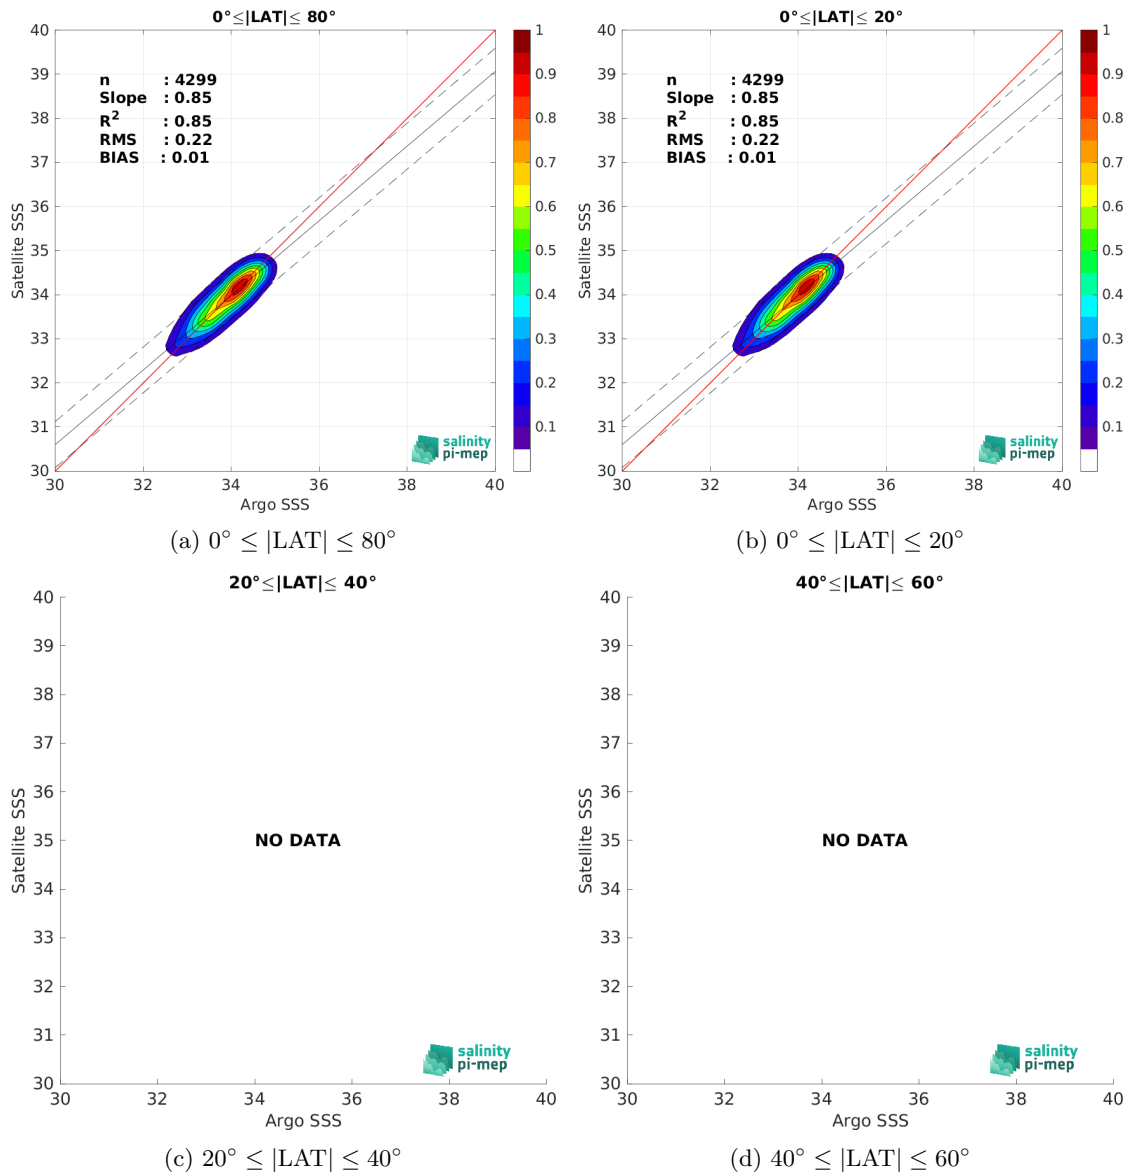 0°≤|LAT|≤ 80°
40
39
38
37
36
35
34
33
32
31
30
Satellite SSS
n : 4299
Slope : 0.85
R² : 0.85
RMS : 0.22
BIAS : 0.01
salinity
pi-mep
30 32 34 36 38 40
Argo SSS
1
0.9
0.8
0.7
0.6
0.5
0.4
0.3
0.2
0.1
(a) 0° ≤ |LAT| ≤ 80°
0°≤|LAT|≤ 20°
40
39
38
37
36
35
34
33
32
31
30
Satellite SSS
n : 4299
Slope : 0.85
R² : 0.85
RMS : 0.22
BIAS : 0.01
salinity
pi-mep
30 32 34 36 38 40
Argo SSS
1
0.9
0.8
0.7
0.6
0.5
0.4
0.3
0.2
0.1
(b) 0° ≤ |LAT| ≤ 20°
20°≤|LAT|≤ 40°
40
39
38
37
36
35
34
33
32
31
30
Satellite SSS
NO DATA
salinity
pi-mep
30 32 34 36 38 40
Argo SSS
(c) 20° ≤ |LAT| ≤ 40°
40°≤|LAT|≤ 60°
40
39
38
37
36
35
34
33
32
31
30
Satellite SSS
NO DATA
salinity
pi-mep
30 32 34 36 38 40
Argo SSS
(d) 40° ≤ |LAT| ≤ 60°